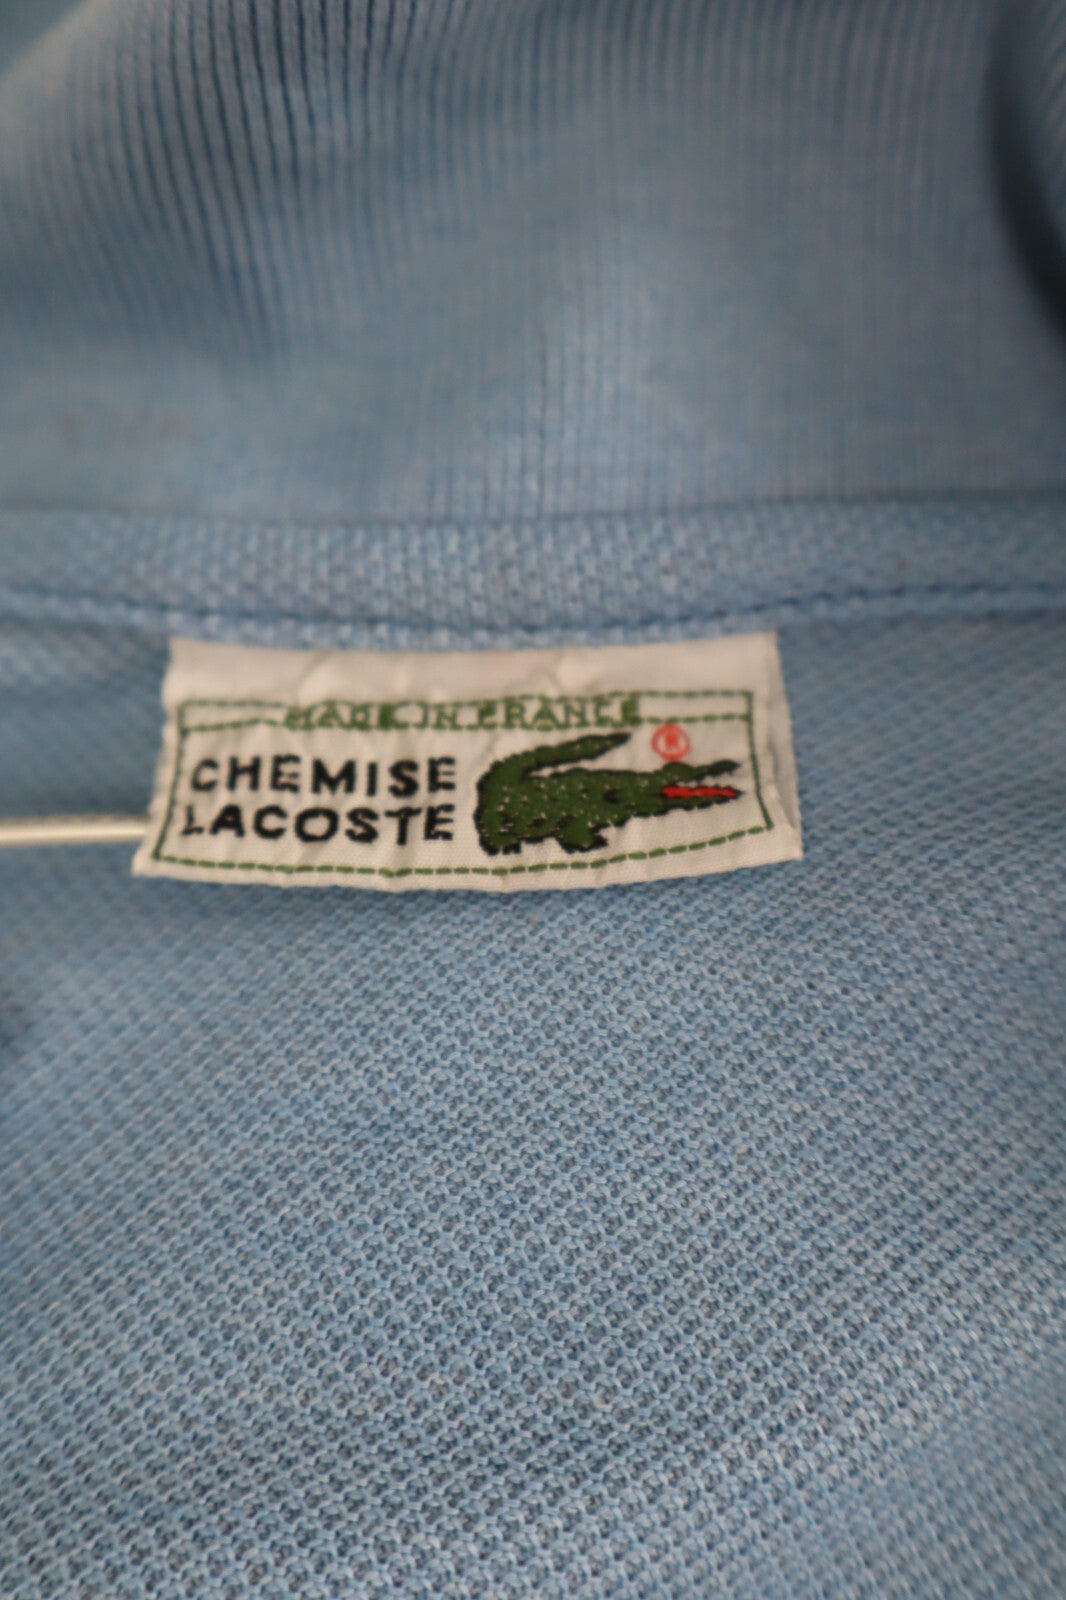 MADE IN FRANCE
CHEMISE
LACOSTE
®